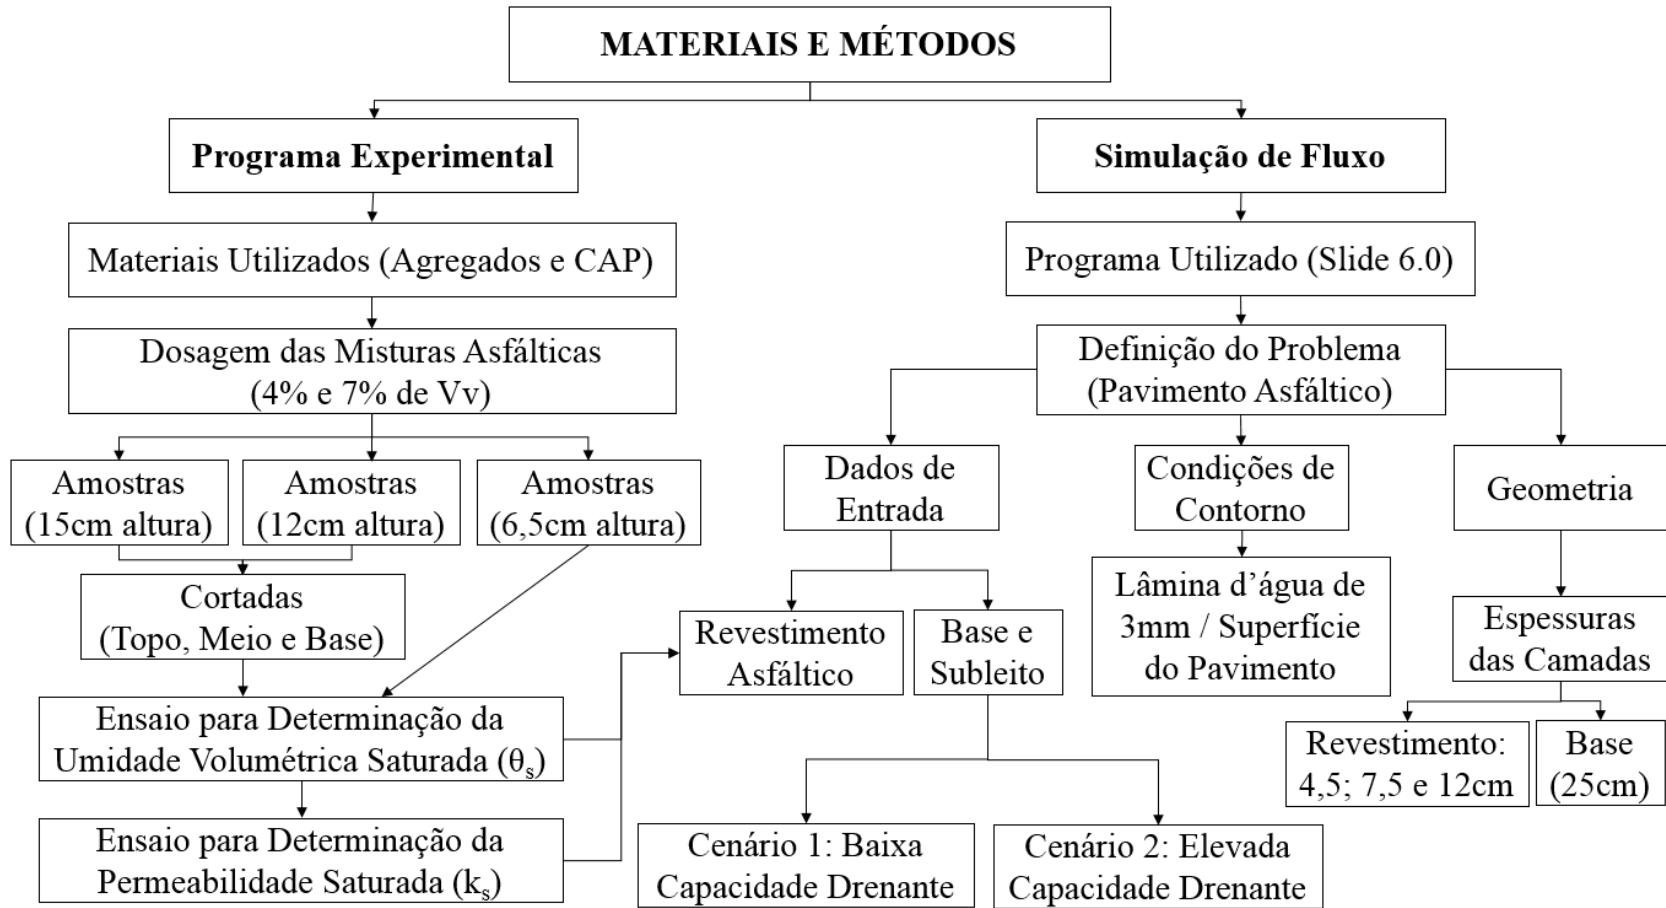 MATERIAIS E MÉTODOS
Programa Experimental
Simulação de Fluxo
Materiais Utilizados (Agregados e CAP)
Programa Utilizado (Slide 6.0)
Dosagem das Misturas Asfálticas
(4% e 7% de Vv)
Definição do Problema
(Pavimento Asfáltico)
Amostras
(15cm altura)
Amostras
(12cm altura)
Amostras
(6,5cm altura)
Dados de
Entrada
Condições de
Contorno
Geometria
Cortadas
(Topo, Meio e Base)
Revestimento
Asfáltico
Base e
Subleito
Lâmina d’água de
3mm / Superfície
do Pavimento
Espessuras
das Camadas
Ensaio para Determinação da
Umidade Volumétrica Saturada (θₛ)
Revestimento:
4,5; 7,5 e 12cm
Base
(25cm)
Ensaio para Determinação da
Permeabilidade Saturada (kₛ)
Cenário 1: Baixa
Capacidade Drenante
Cenário 2: Elevada
Capacidade Drenante